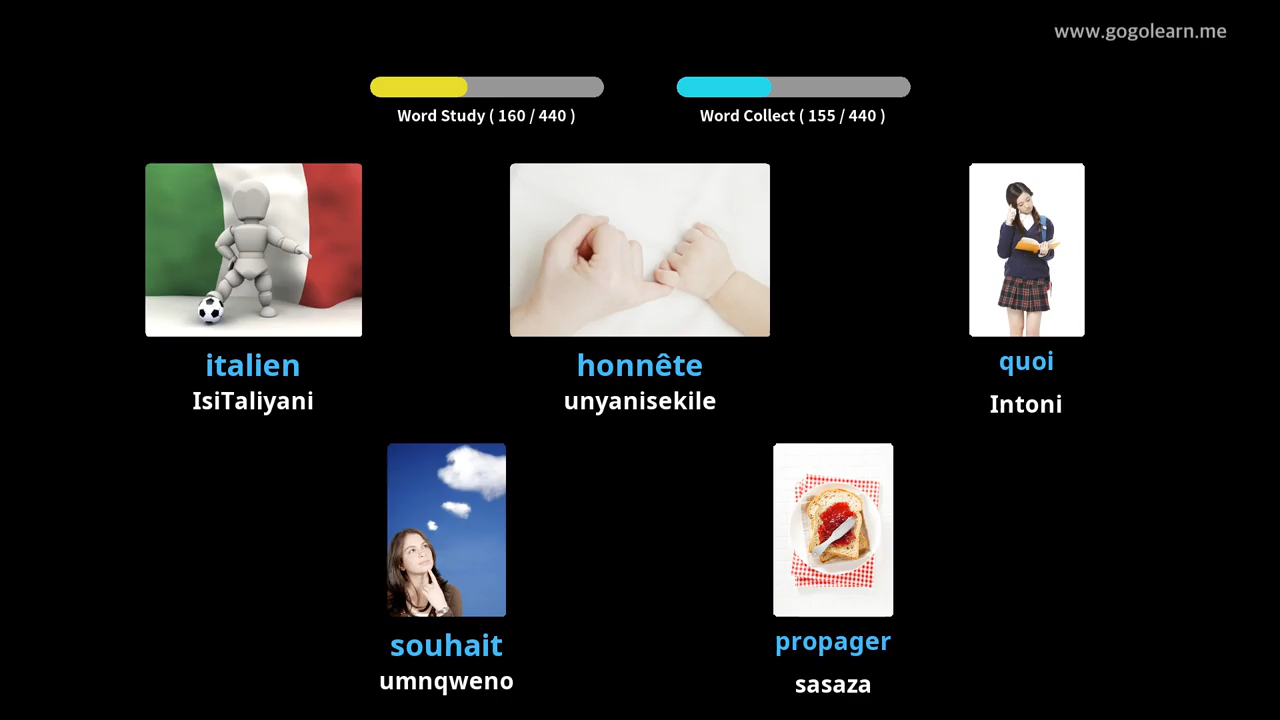 www.gogolearn.me
Word Study ( 160 / 440 )
Word Collect ( 155 / 440 )
italien
IsiTaliyani
honnête
unyanisekile
quoi
Intoni
souhait
umnqweno
propager
sasaza